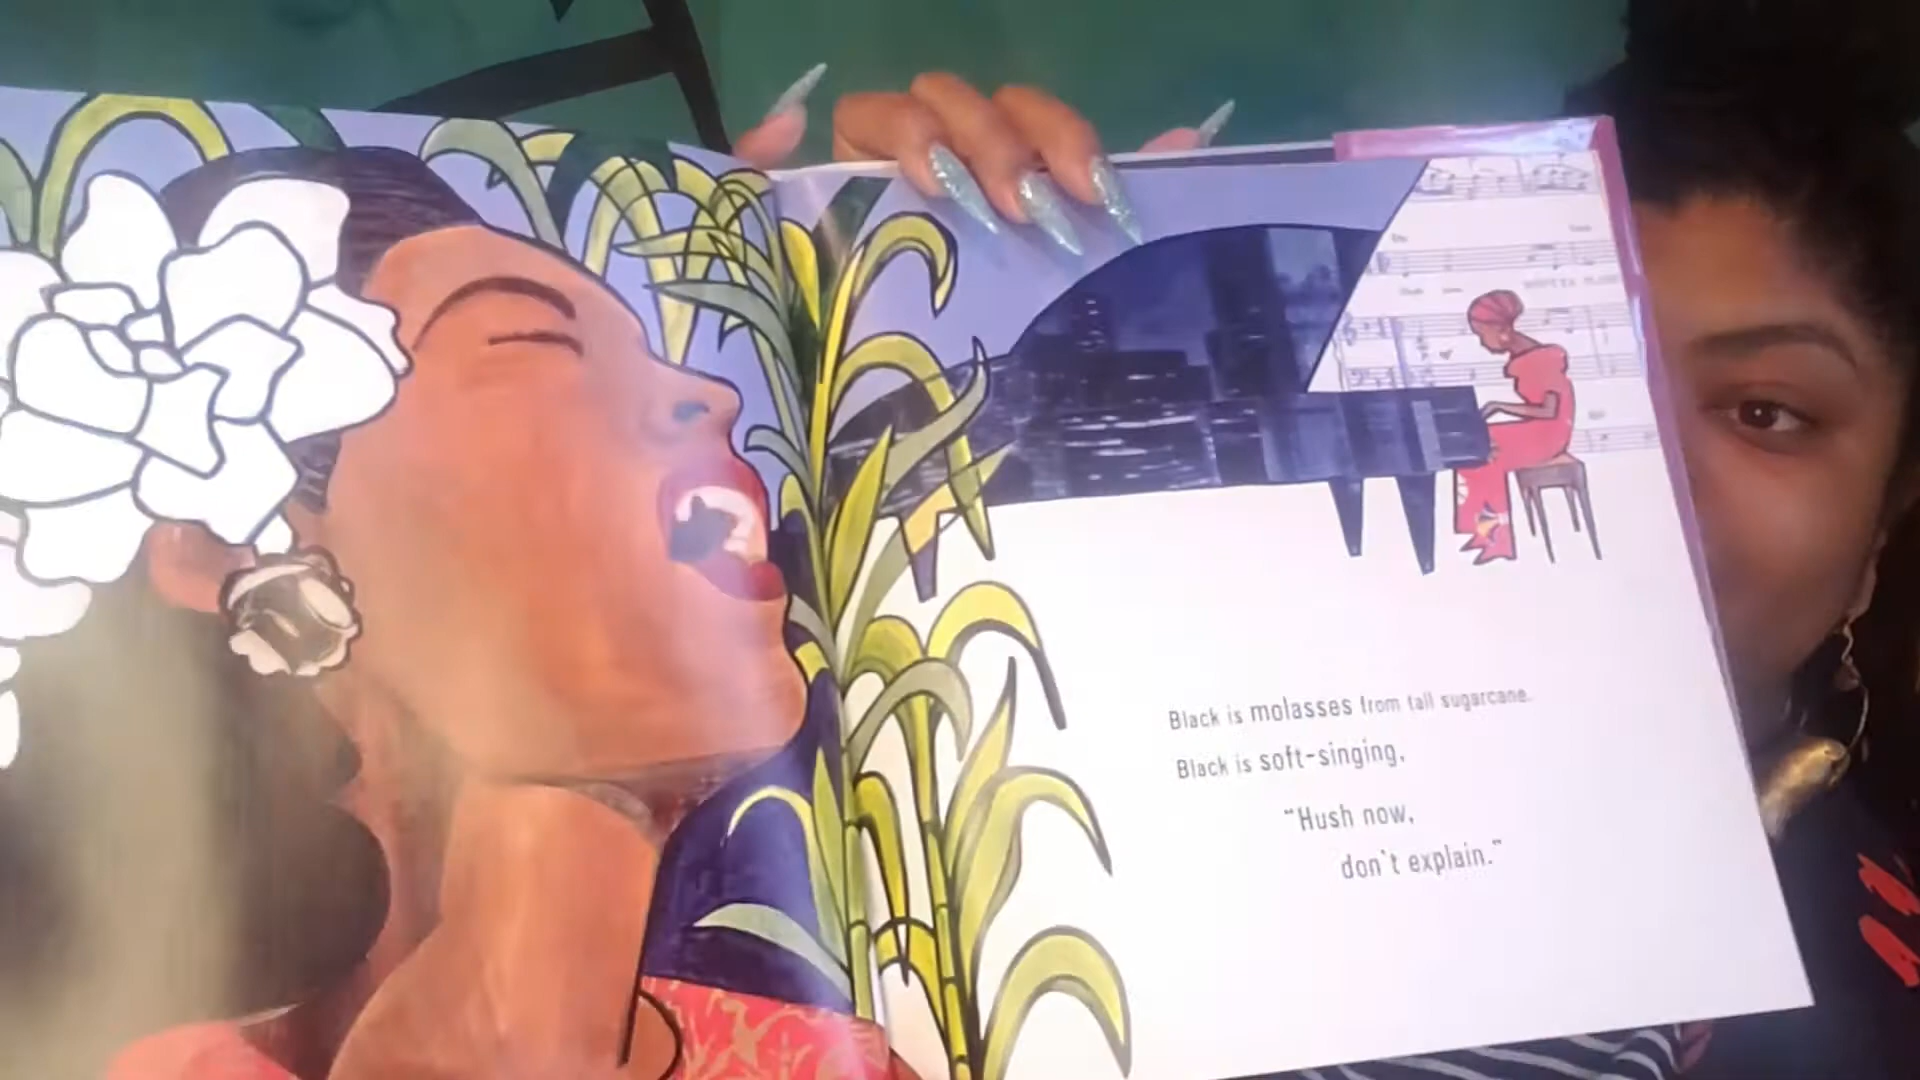 Black is molasses from tall sugarcane.
Black is soft-singing,
“Hush now,
don't explain.”